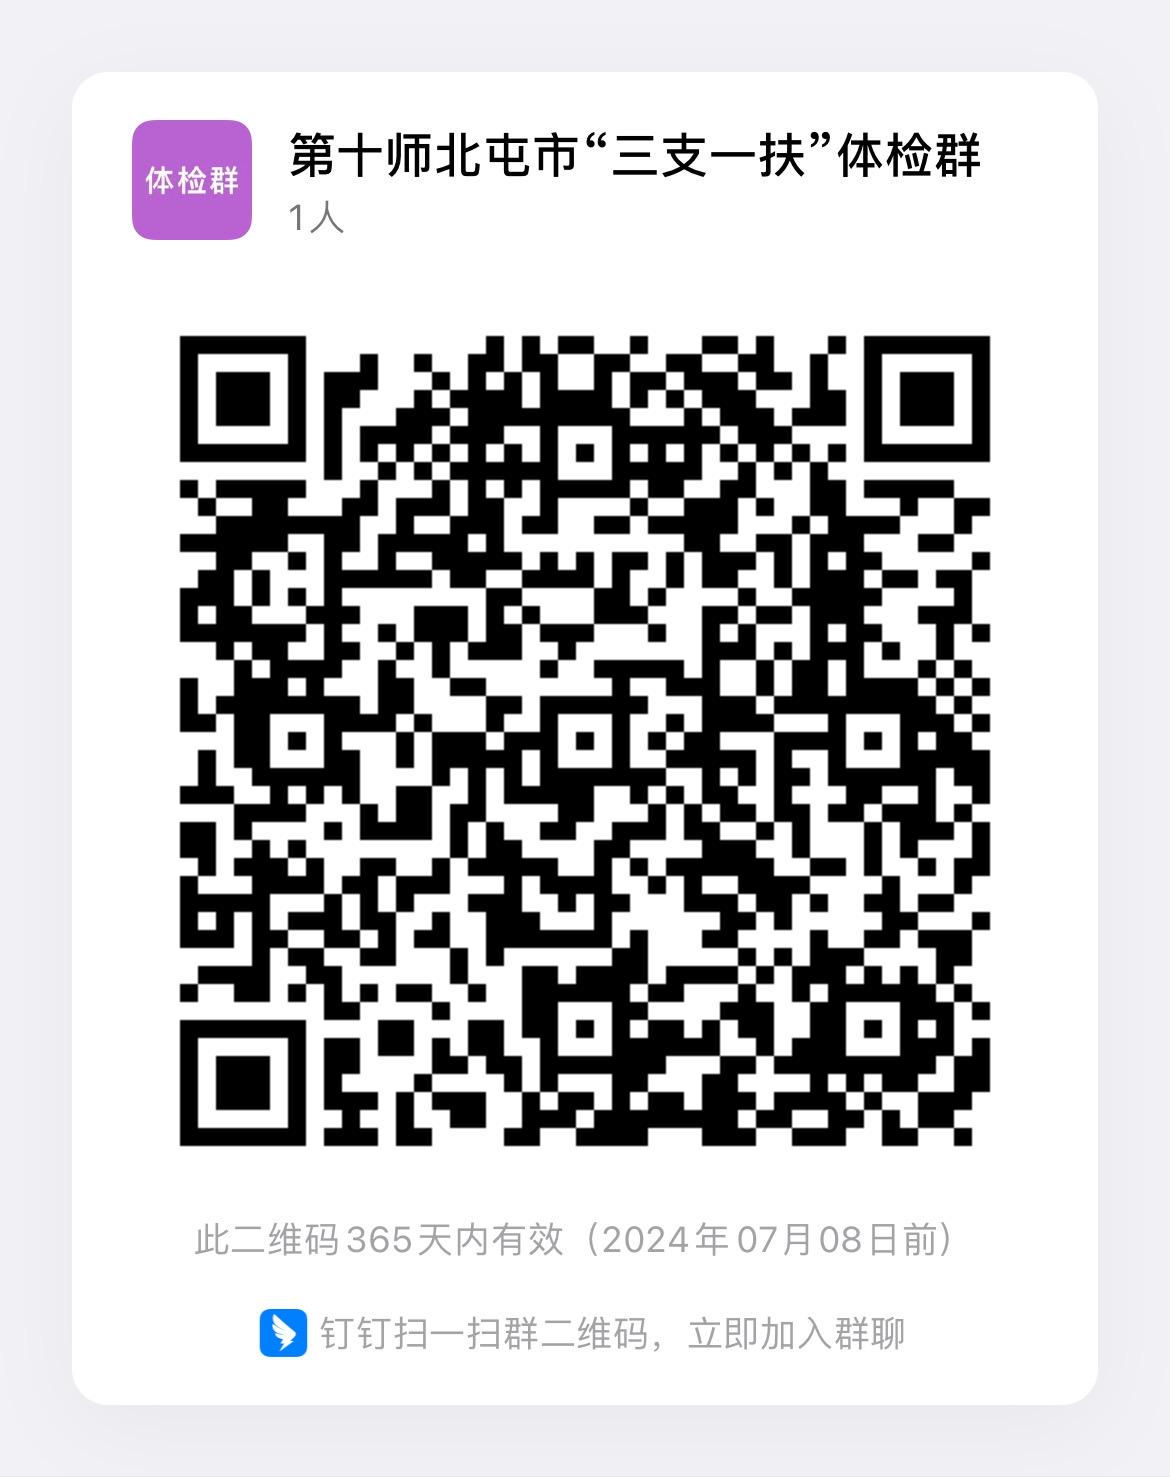 体检群
第十师北屯市“三支一扶”体检群
1人
此二维码365天内有效（2024年07月08日前）
钉钉扫一扫群二维码，立即加入群聊